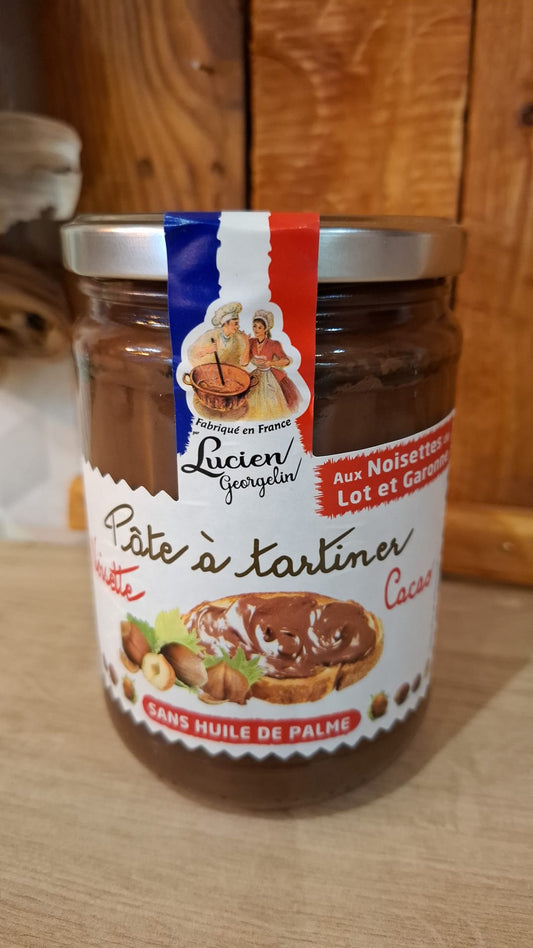 Fabriqué en France
par
Lucien
Georgelin
Aux Noisettes du
Lot et Garonne
Pâte à tartiner
Noisette
Cacao
SANS HUILE DE PALME